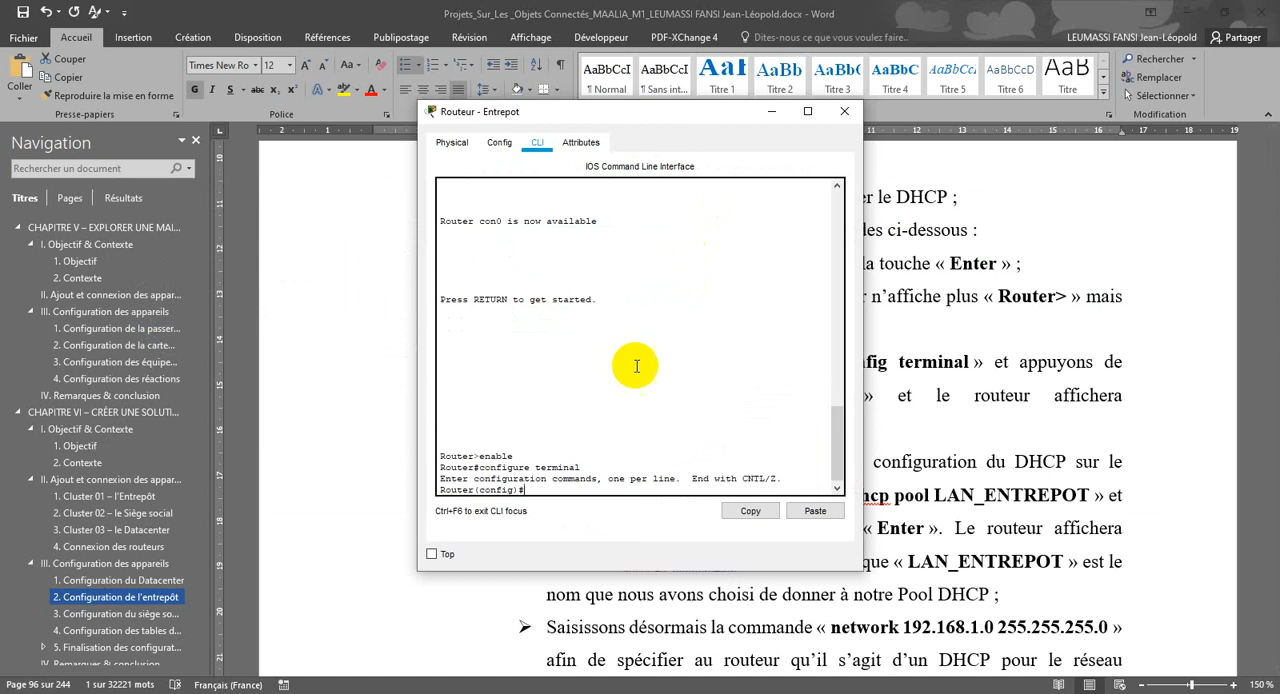 Projets_Sur_Les _Objets Connectés_MAALIA_M1_LEUMASSI FANSI Jean-Léopold.docx - Word
Fichier Accueil Insertion Création Disposition Références Publipostage Révision Affichage Développeur PDF-XChange 4 Dites-nous ce que vous voulez faire... LEUMASSI FANSI Jean-Léopold Partager
Coller
Couper
Copier
Reproduire la mise en forme
Presse-papiers
Times New Ro 12
Police
AaBbCcI ¶ Normal
AaBbCcI ¶ Sans int...
Titre 1
AaBb Titre 2
AaBbC Titre 3
AaBbC Titre 4
AaBbCcI Titre 5
AaBbCcD Titre 6
AaBb Titre
Rechercher
Remplacer
Sélectionner
Modification
Navigation
Rechercher un document
Titres Pages Résultats
CHAPITRE V – EXPLORER UNE MAI...
I. Objectif & Contexte
1. Objectif
2. Contexte
II. Ajout et connexion des appar...
III. Configuration des appareils
1. Configuration de la passer...
2. Configuration de la carte...
3. Configuration des équipe...
4. Configuration des réactions
IV. Remarques & conclusion
CHAPITRE VI – CRÉER UNE SOLUTI...
I. Objectif & Contexte
1. Objectif
2. Contexte
II. Ajout et connexion des appar...
1. Cluster 01 – l'Entrepôt
2. Cluster 02 – le Siège social
3. Cluster 03 – le Datacenter
4. Connexion des routeurs
III. Configuration des appareils
1. Configuration du Datacenter
2. Configuration de l'entrepôt
3. Configuration du siège so...
4. Configuration des tables d...
5. Finalisation des configurat...
IV. Remarques & conclusion
Routeur - Entrepot
Physical Config CLI Attributes
IOS Command Line Interface
Router con0 is now available
Press RETURN to get started.
Router>enable
Router#configure terminal
Enter configuration commands, one per line. End with CNTL/Z.
Router(config)#
Ctrl+F6 to exit CLI focus
Copy Paste
Top
er le DHCP ;
des ci-dessous :
la touche « Enter » ;
r n'affiche plus « Router> » mais
fig terminal » et appuyons de
» et le routeur affichera
configuration du DHCP sur le
hcp pool LAN_ENTREPOT » et
« Enter ». Le routeur affichera
que « LAN_ENTREPOT » est le
nom que nous avons choisi de donner à notre Pool DHCP ;
➢ Saisissons désormais la commande « network 192.168.1.0 255.255.255.0 »
afin de spécifier au routeur qu'il s'agit d'un DHCP pour le réseau
Page 96 sur 244 1 sur 32221 mots Français (France) 150 %